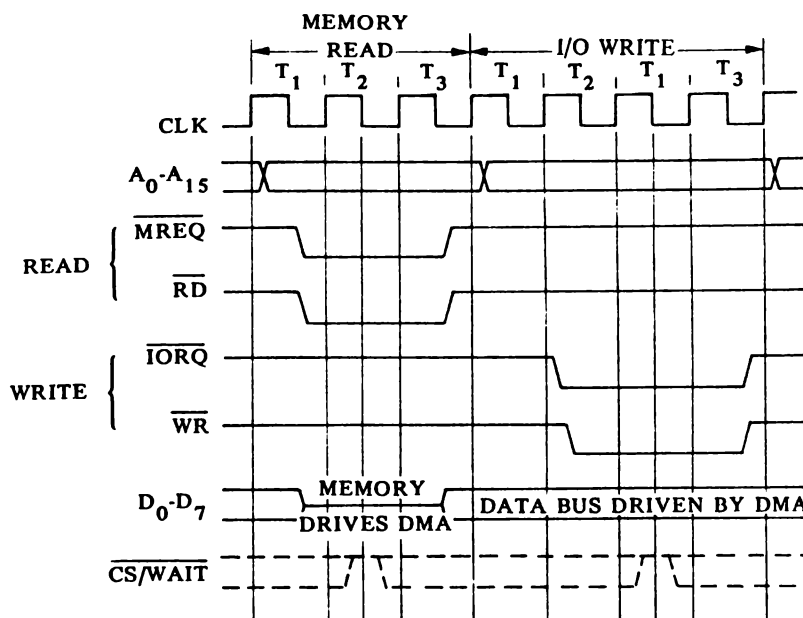 MEMORY
READ
I/O WRITE
T1 T2 T3 T1 T2 T1 T3
CLK
A0-A15
MREQ
READ
RD
IORQ
WRITE
WR
MEMORY
D0-D7 DATA BUS DRIVEN BY DMA
DRIVES DMA
CS/WAIT